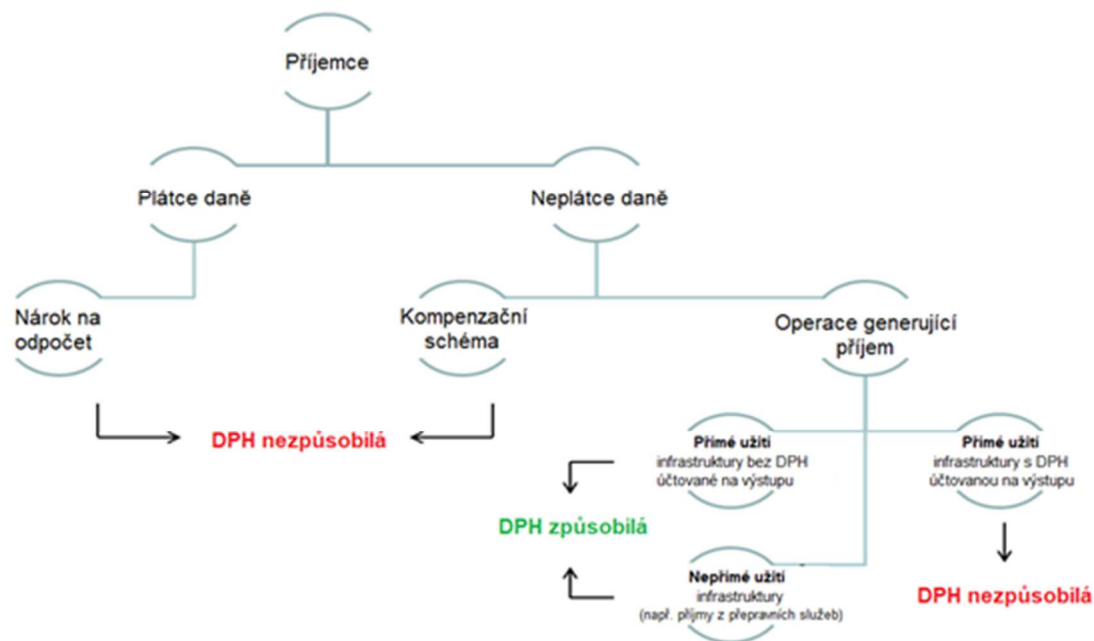 Příjemce
Plátce daně
Neplátce daně
Nárok na
odpočet
Kompenzační
schéma
Operace generující
příjem
DPH nezpůsobilá
Přímé užití
infrastruktury bez DPH
účtované na výstupu
Přímé užití
infrastruktury s DPH
účtovanou na výstupu
DPH způsobilá
Nepřímé užití
infrastruktury
(např. příjmy z přepravních služeb)
DPH nezpůsobilá